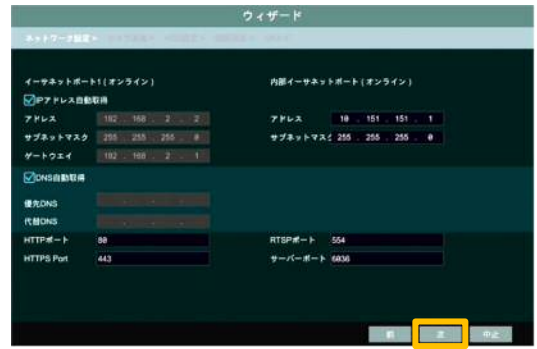 ウィザード
ネットワーク設定
イーサネットポート1(オンライン) 内部イーサネットポート(オンライン)
IPアドレス自動取得
アドレス 192 . 168 . 2 . 2 アドレス 10 . 151 . 151 . 1
サブネットマスク 255 . 255 . 255 . 0 サブネットマスク 255 . 255 . 255 . 0
ゲートウエイ 192 . 168 . 2 . 1
DNS自動取得
優先DNS
代替DNS
HTTPポート 80 RTSPポート 554
HTTPS Port 443 サーバーポート 6036
前 次 中止